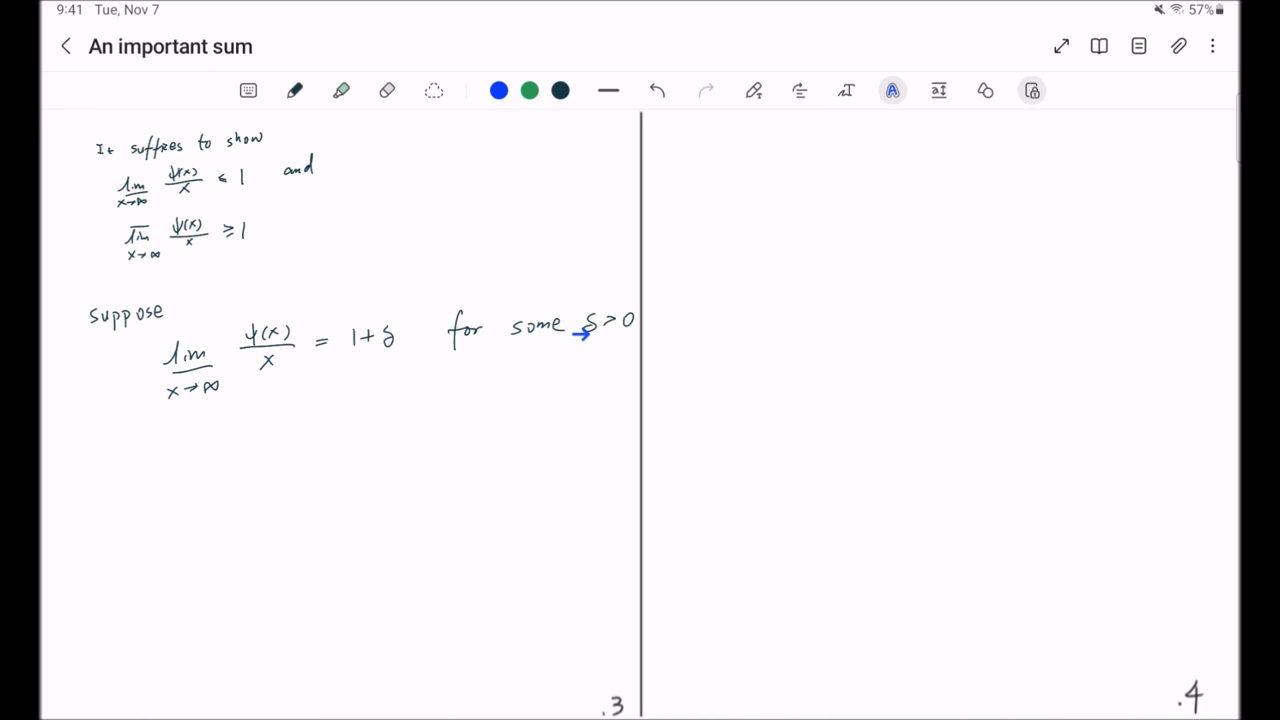 9:41 Tue, Nov 7
57%
An important sum
It suffices to show
lim ψ(x)/x ≤ 1 and
x→∞
lim ψ(x)/x ≥ 1
x→∞
suppose
lim ψ(x)/x = 1+δ for some δ>0
x→∞
.3
.4